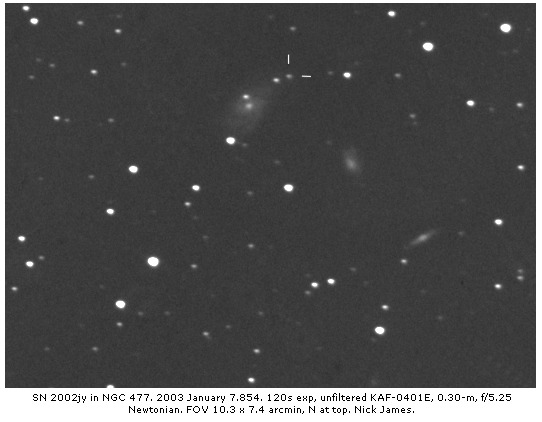 SN 2002jy in NGC 477. 2003 January 7.854. 120s exp, unfiltered KAF-0401E, 0.30-m, f/5.25
Newtonian. FOV 10.3 x 7.4 arcmin, N at top. Nick James.